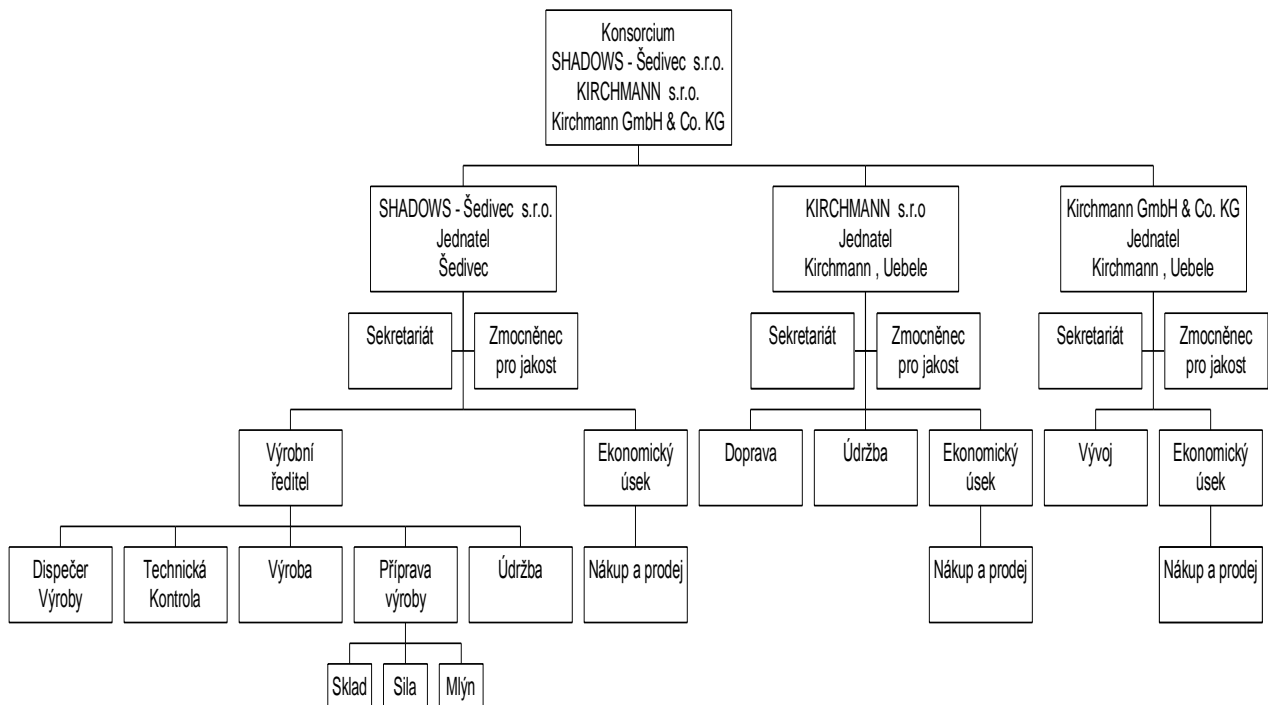 Konsorcium
SHADOWS - Šedivec s.r.o.
KIRCHMANN s.r.o.
Kirchmann GmbH & Co. KG
SHADOWS - Šedivec s.r.o.
Jednatel
Šedivec
KIRCHMANN s.r.o
Jednatel
Kirchmann , Uebele
Kirchmann GmbH & Co. KG
Jednatel
Kirchmann , Uebele
Sekretariát
Zmocněnec
pro jakost
Sekretariát
Zmocněnec
pro jakost
Sekretariát
Zmocněnec
pro jakost
Výrobní
ředitel
Ekonomický
úsek
Doprava
Údržba
Ekonomický
úsek
Vývoj
Ekonomický
úsek
Dispečer
Výroby
Technická
Kontrola
Výroba
Příprava
výroby
Údržba
Nákup a prodej
Nákup a prodej
Nákup a prodej
Sklad
Sila
Mlýn